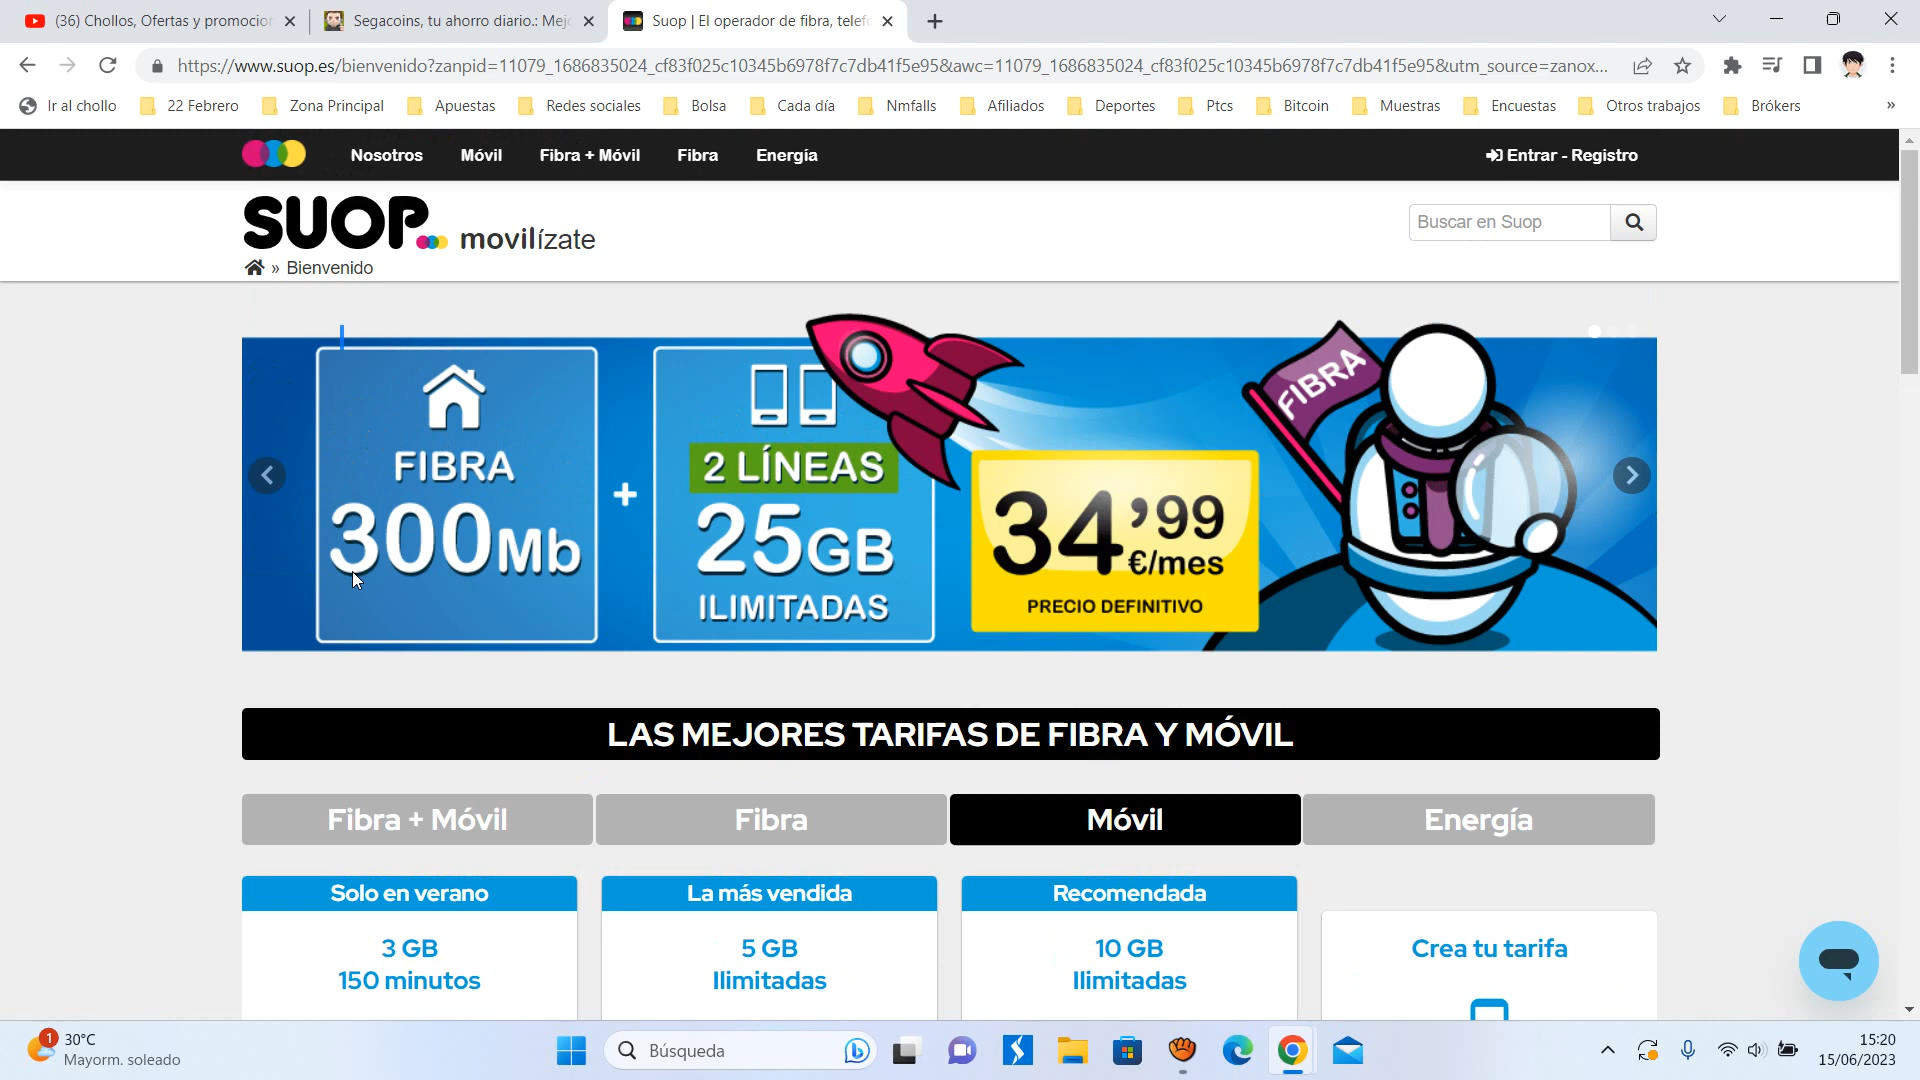 (36) Chollos, Ofertas y promocion
Segacoins, tu ahorro diario.: Mej
Suop | El operador de fibra, telef
https://www.suop.es/bienvenido?zanpid=11079_1686835024_cf83f025c10345b6978f7c7db41f5e95&awc=11079_1686835024_cf83f025c10345b6978f7c7db41f5e95&utm_source=zanox...
Ir al chollo
22 Febrero
Zona Principal
Apuestas
Redes sociales
Bolsa
Cada día
Nmfalls
Afiliados
Deportes
Ptcs
Bitcoin
Muestras
Encuestas
Otros trabajos
Brókers
»
Nosotros
Móvil
Fibra + Móvil
Fibra
Energía
Entrar - Registro
SUOP movilízate
Buscar en Suop
» Bienvenido
FIBRA
300Mb
+
2 LÍNEAS
25GB
ILIMITADAS
34'99
€/mes
PRECIO DEFINITIVO
FIBRA
LAS MEJORES TARIFAS DE FIBRA Y MÓVIL
Fibra + Móvil
Fibra
Móvil
Energía
Solo en verano
3 GB
150 minutos
La más vendida
5 GB
Ilimitadas
Recomendada
10 GB
Ilimitadas
Crea tu tarifa
1
30°C
Mayorm. soleado
Búsqueda
15:20
15/06/2023